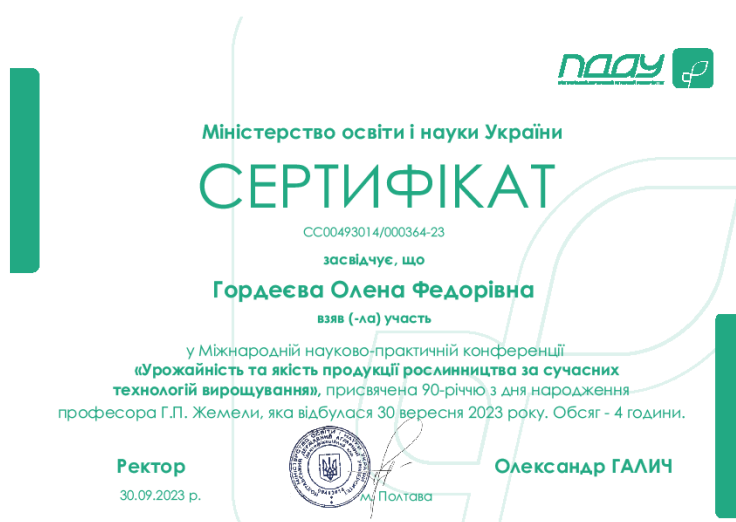 ПДАУ
Міністерство освіти і науки України
СЕРТИФІКАТ
СС00493014/000364-23
засвідчує, що
Гордеєва Олена Федорівна
взяв (-ла) участь
у Міжнародній науково-практичній конференції
«Урожайність та якість продукції рослинництва за сучасних
технологій вирощування», присвячена 90-річчю з дня народження
професора Г.П. Жемели, яка відбулася 30 вересня 2023 року. Обсяг - 4 години.
Ректор
Олександр ГАЛИЧ
30.09.2023 р.
м. Полтава